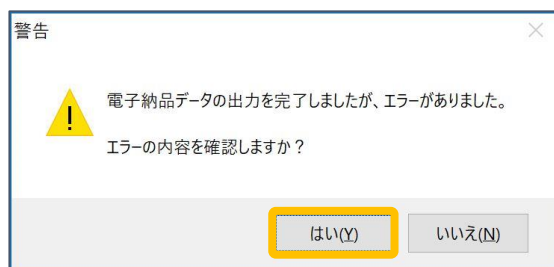 警告
電子納品データの出力を完了しましたが、エラーがありました。
エラーの内容を確認しますか？
はい(Y)
いいえ(N)